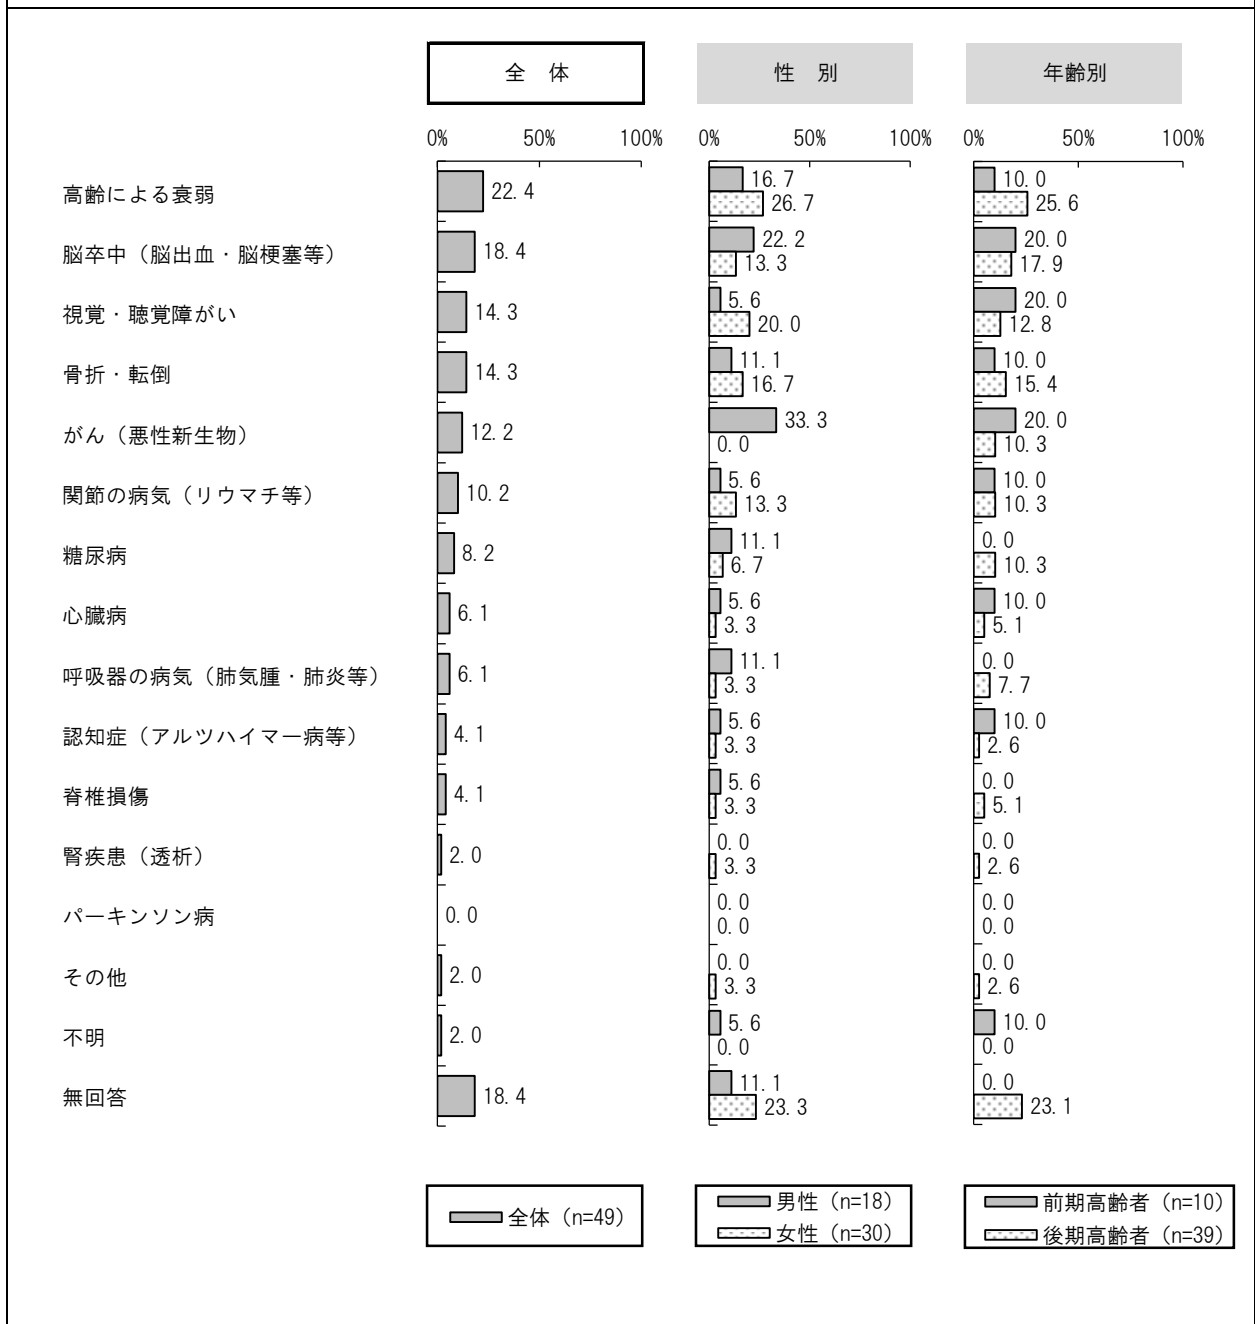 全 体
性 別
年齢別
0% 50% 100% 0% 50% 100% 0% 50% 100%
高齢による衰弱 22.4 16.7 26.7 10.0 25.6
脳卒中（脳出血・脳梗塞等） 18.4 22.2 13.3 20.0 17.9
視覚・聴覚障がい 14.3 5.6 20.0 20.0 12.8
骨折・転倒 14.3 11.1 16.7 10.0 15.4
がん（悪性新生物） 12.2 33.3 0.0 20.0 10.3
関節の病気（リウマチ等） 10.2 5.6 13.3 10.0 10.3
糖尿病 8.2 11.1 6.7 0.0 10.3
心臓病 6.1 5.6 3.3 10.0 5.1
呼吸器の病気（肺気腫・肺炎等） 6.1 11.1 3.3 0.0 7.7
認知症（アルツハイマー病等） 4.1 5.6 3.3 10.0 2.6
脊椎損傷 4.1 5.6 3.3 0.0 5.1
腎疾患（透析） 2.0 0.0 3.3 0.0 2.6
パーキンソン病 0.0 0.0 0.0 0.0 0.0
その他 2.0 0.0 3.3 0.0 2.6
不明 2.0 5.6 0.0 10.0 0.0
無回答 18.4 11.1 23.3 0.0 23.1
全体（n=49）
男性（n=18）
女性（n=30）
前期高齢者（n=10）
後期高齢者（n=39）